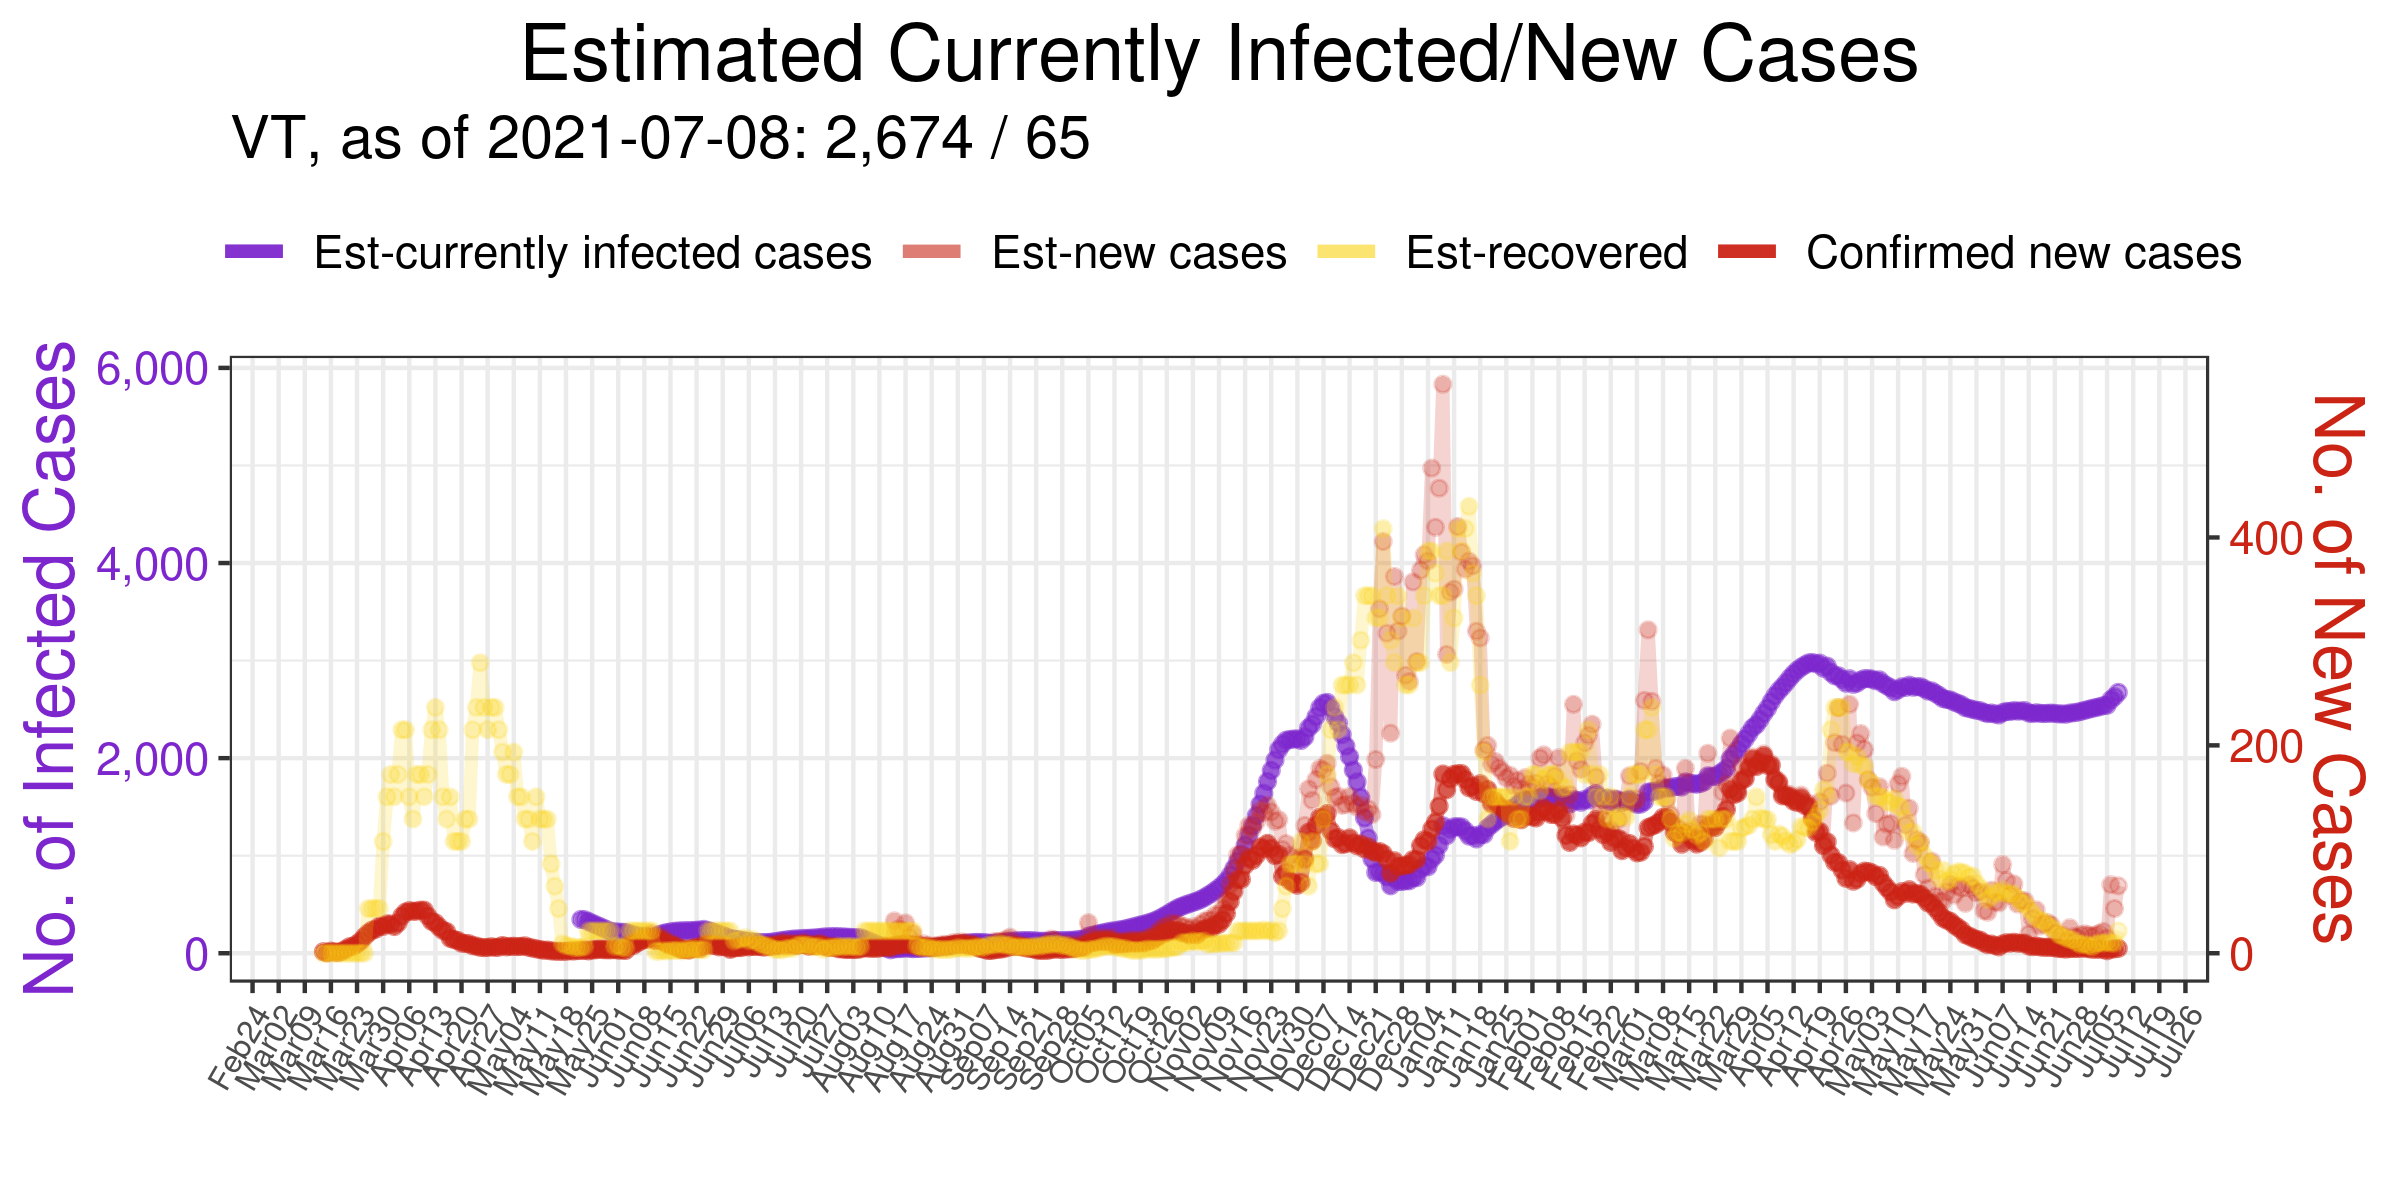 Estimated Currently Infected/New Cases
VT, as of 2021-07-08: 2,674 / 65
Est-currently infected cases Est-new cases Est-recovered Confirmed new cases
No. of Infected Cases
6,000
4,000
2,000
0
No. of New Cases
400
200
0
Feb24
Mar02
Mar09
Mar16
Mar23
Mar30
Apr06
Apr13
Apr20
Apr27
May04
May11
May18
May25
Jun01
Jun08
Jun15
Jun22
Jun29
Jul06
Jul13
Jul20
Jul27
Aug03
Aug10
Aug17
Aug24
Aug31
Sep07
Sep14
Sep21
Sep28
Oct05
Oct12
Oct19
Oct26
Nov02
Nov09
Nov16
Nov23
Nov30
Dec07
Dec14
Dec21
Dec28
Jan04
Jan11
Jan18
Jan25
Feb01
Feb08
Feb15
Feb22
Mar01
Mar08
Mar15
Mar22
Mar29
Apr05
Apr12
Apr19
Apr26
May03
May10
May17
May24
May31
Jun07
Jun14
Jun21
Jun28
Jul05
Jul12
Jul19
Jul26